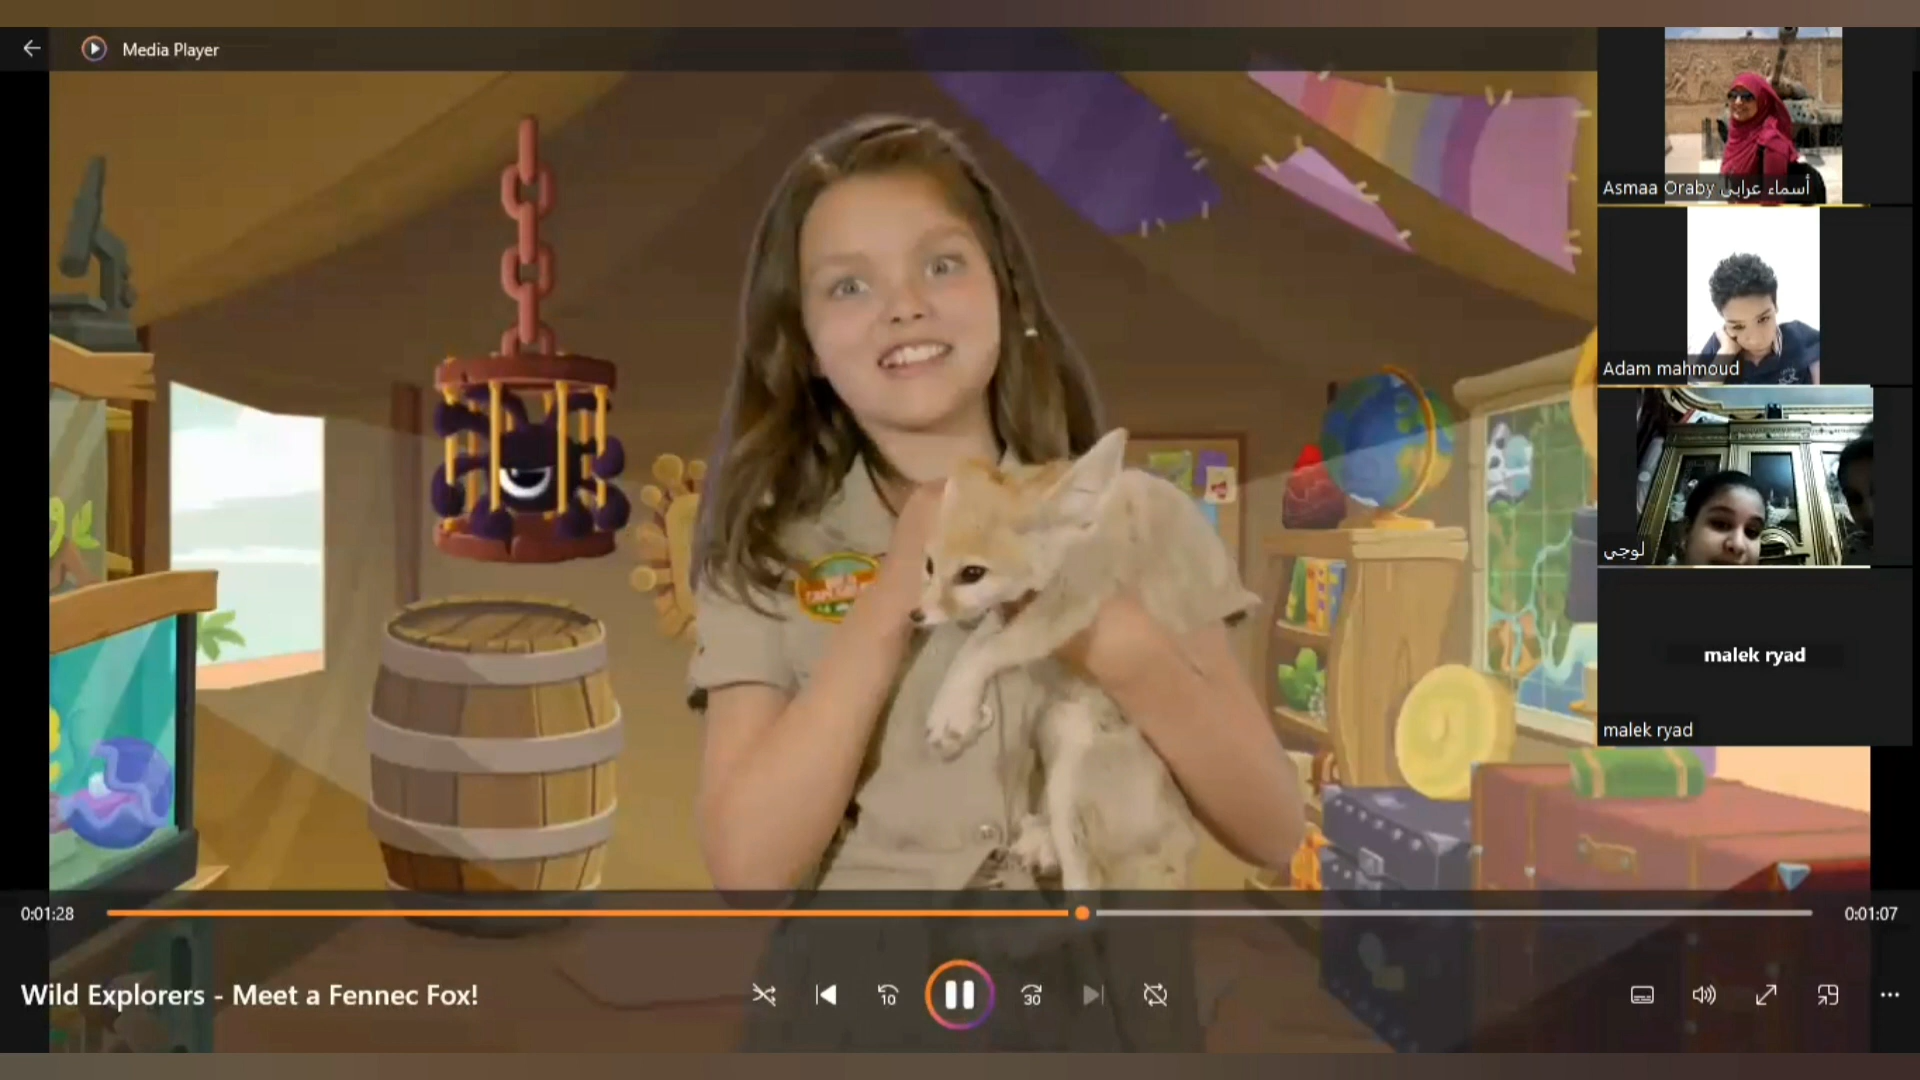 Media Player
Asmaa Oraby أسماء عرابي
Adam mahmoud
لوجي
malek ryad
malek ryad
0:01:28
0:01:07
Wild Explorers - Meet a Fennec Fox!
10
30